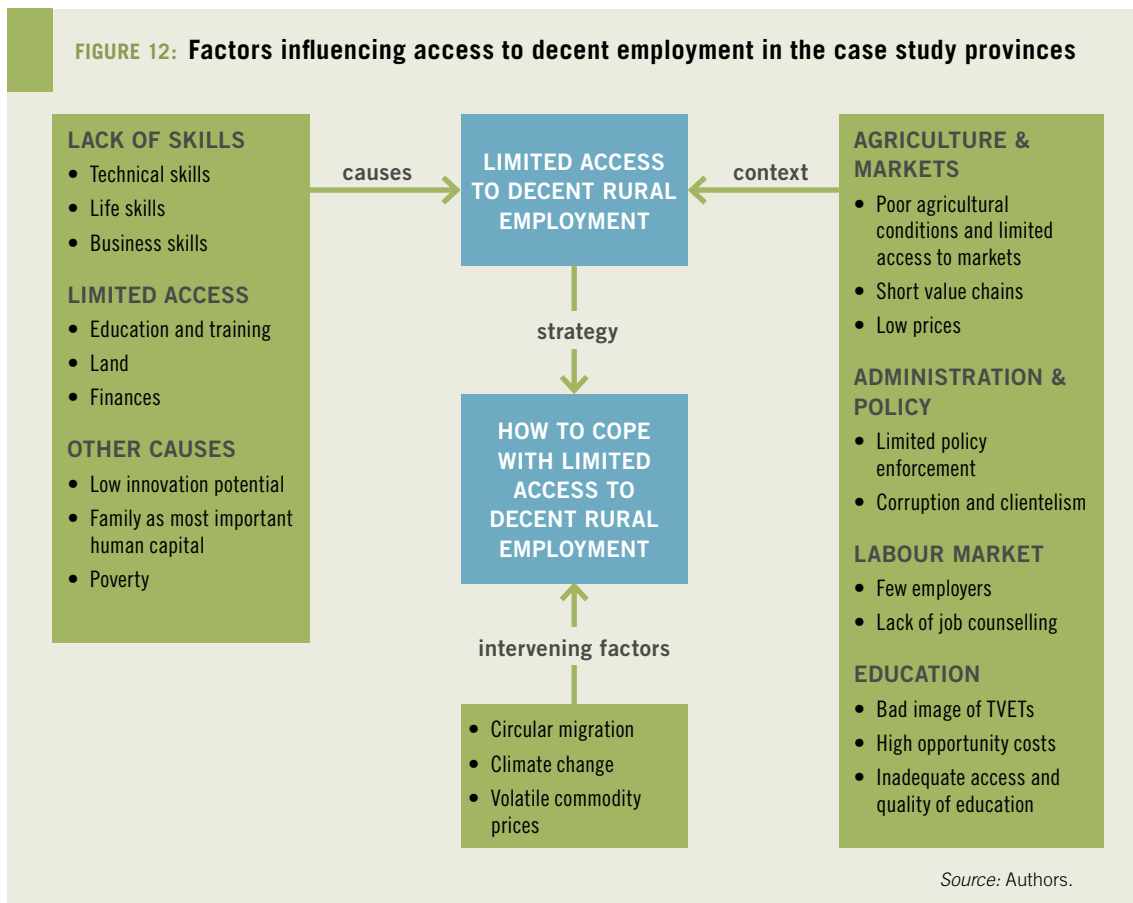 FIGURE 12: Factors influencing access to decent employment in the case study provinces
LACK OF SKILLS
• Technical skills
• Life skills
• Business skills
LIMITED ACCESS
• Education and training
• Land
• Finances
OTHER CAUSES
• Low innovation potential
• Family as most important
human capital
• Poverty
causes
LIMITED ACCESS
TO DECENT RURAL
EMPLOYMENT
context
strategy
HOW TO COPE
WITH LIMITED
ACCESS TO
DECENT RURAL
EMPLOYMENT
intervening factors
• Circular migration
• Climate change
• Volatile commodity
prices
AGRICULTURE &
MARKETS
• Poor agricultural
conditions and limited
access to markets
• Short value chains
• Low prices
ADMINISTRATION &
POLICY
• Limited policy
enforcement
• Corruption and clientelism
LABOUR MARKET
• Few employers
• Lack of job counselling
EDUCATION
• Bad image of TVETs
• High opportunity costs
• Inadequate access and
quality of education
Source: Authors.